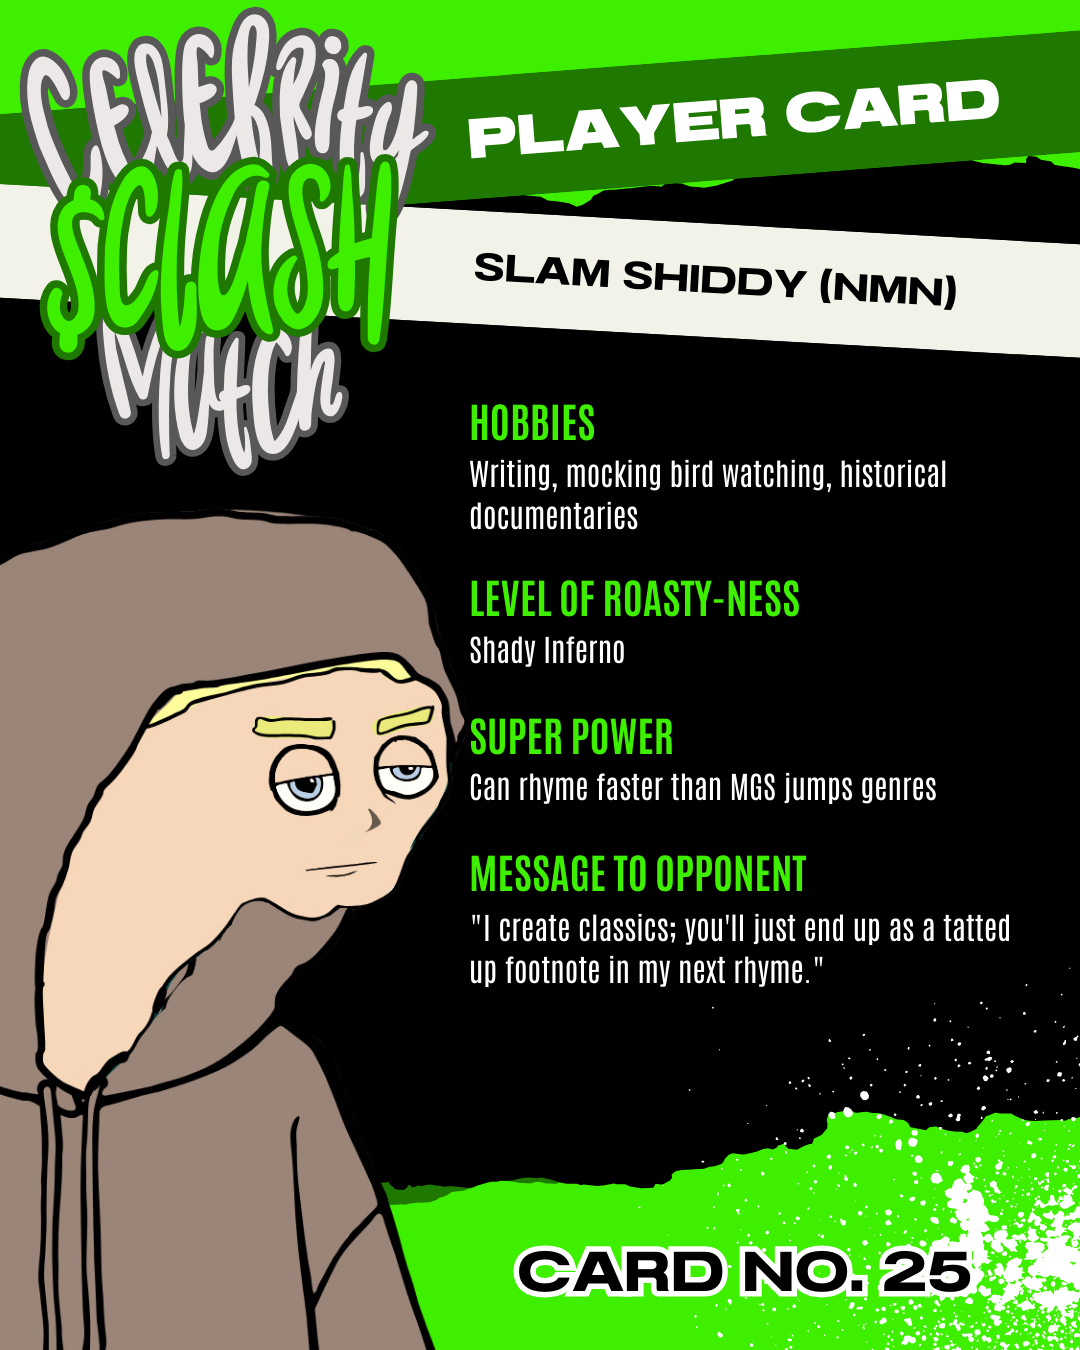 Celebrity
$CLASH
Match
PLAYER CARD
SLAM SHIDDY (NMN)
HOBBIES
Writing, mocking bird watching, historical
documentaries
LEVEL OF ROASTY-NESS
Shady Inferno
SUPER POWER
Can rhyme faster than MGS jumps genres
MESSAGE TO OPPONENT
"I create classics; you'll just end up as a tatted
up footnote in my next rhyme."
CARD NO. 25